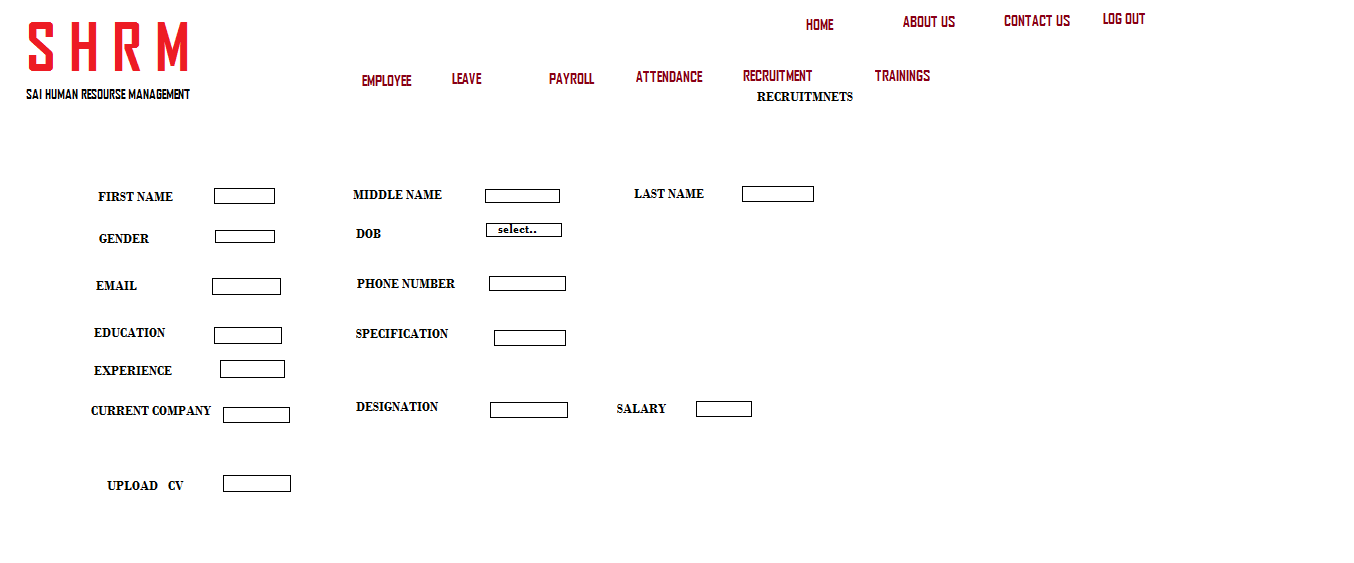 S H R M
SAI HUMAN RESOURSE MANAGEMENT
HOME ABOUT US CONTACT US LOG OUT
EMPLOYEE LEAVE PAYROLL ATTENDANCE RECRUITMENT TRAININGS
RECRUITMNETS
FIRST NAME MIDDLE NAME LAST NAME
GENDER DOB select..
EMAIL PHONE NUMBER
EDUCATION SPECIFICATION
EXPERIENCE
CURRENT COMPANY DESIGNATION SALARY
UPLOAD CV